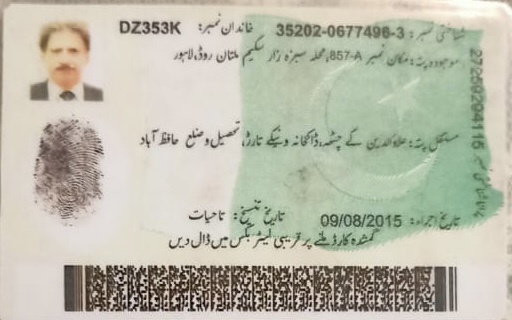 شناختی نمبر: 35202-0677496-3 خاندان نمبر: DZ353K
موجودہ پتہ: مکان نمبر 857-A، محلہ سبزہ زار سکیم ملتان روڈ، لاہور
مستقل پتہ: علاؤالدین کے چٹھہ، ڈاکخانہ ونیکے تارڑ، تحصیل و ضلع حافظ آباد
تاریخ اجراء: 09/08/2015 تاریخ تنسیخ: تاحیات
گمشدہ کارڈ ملنے پر قریبی لیٹر بکس میں ڈال دیں